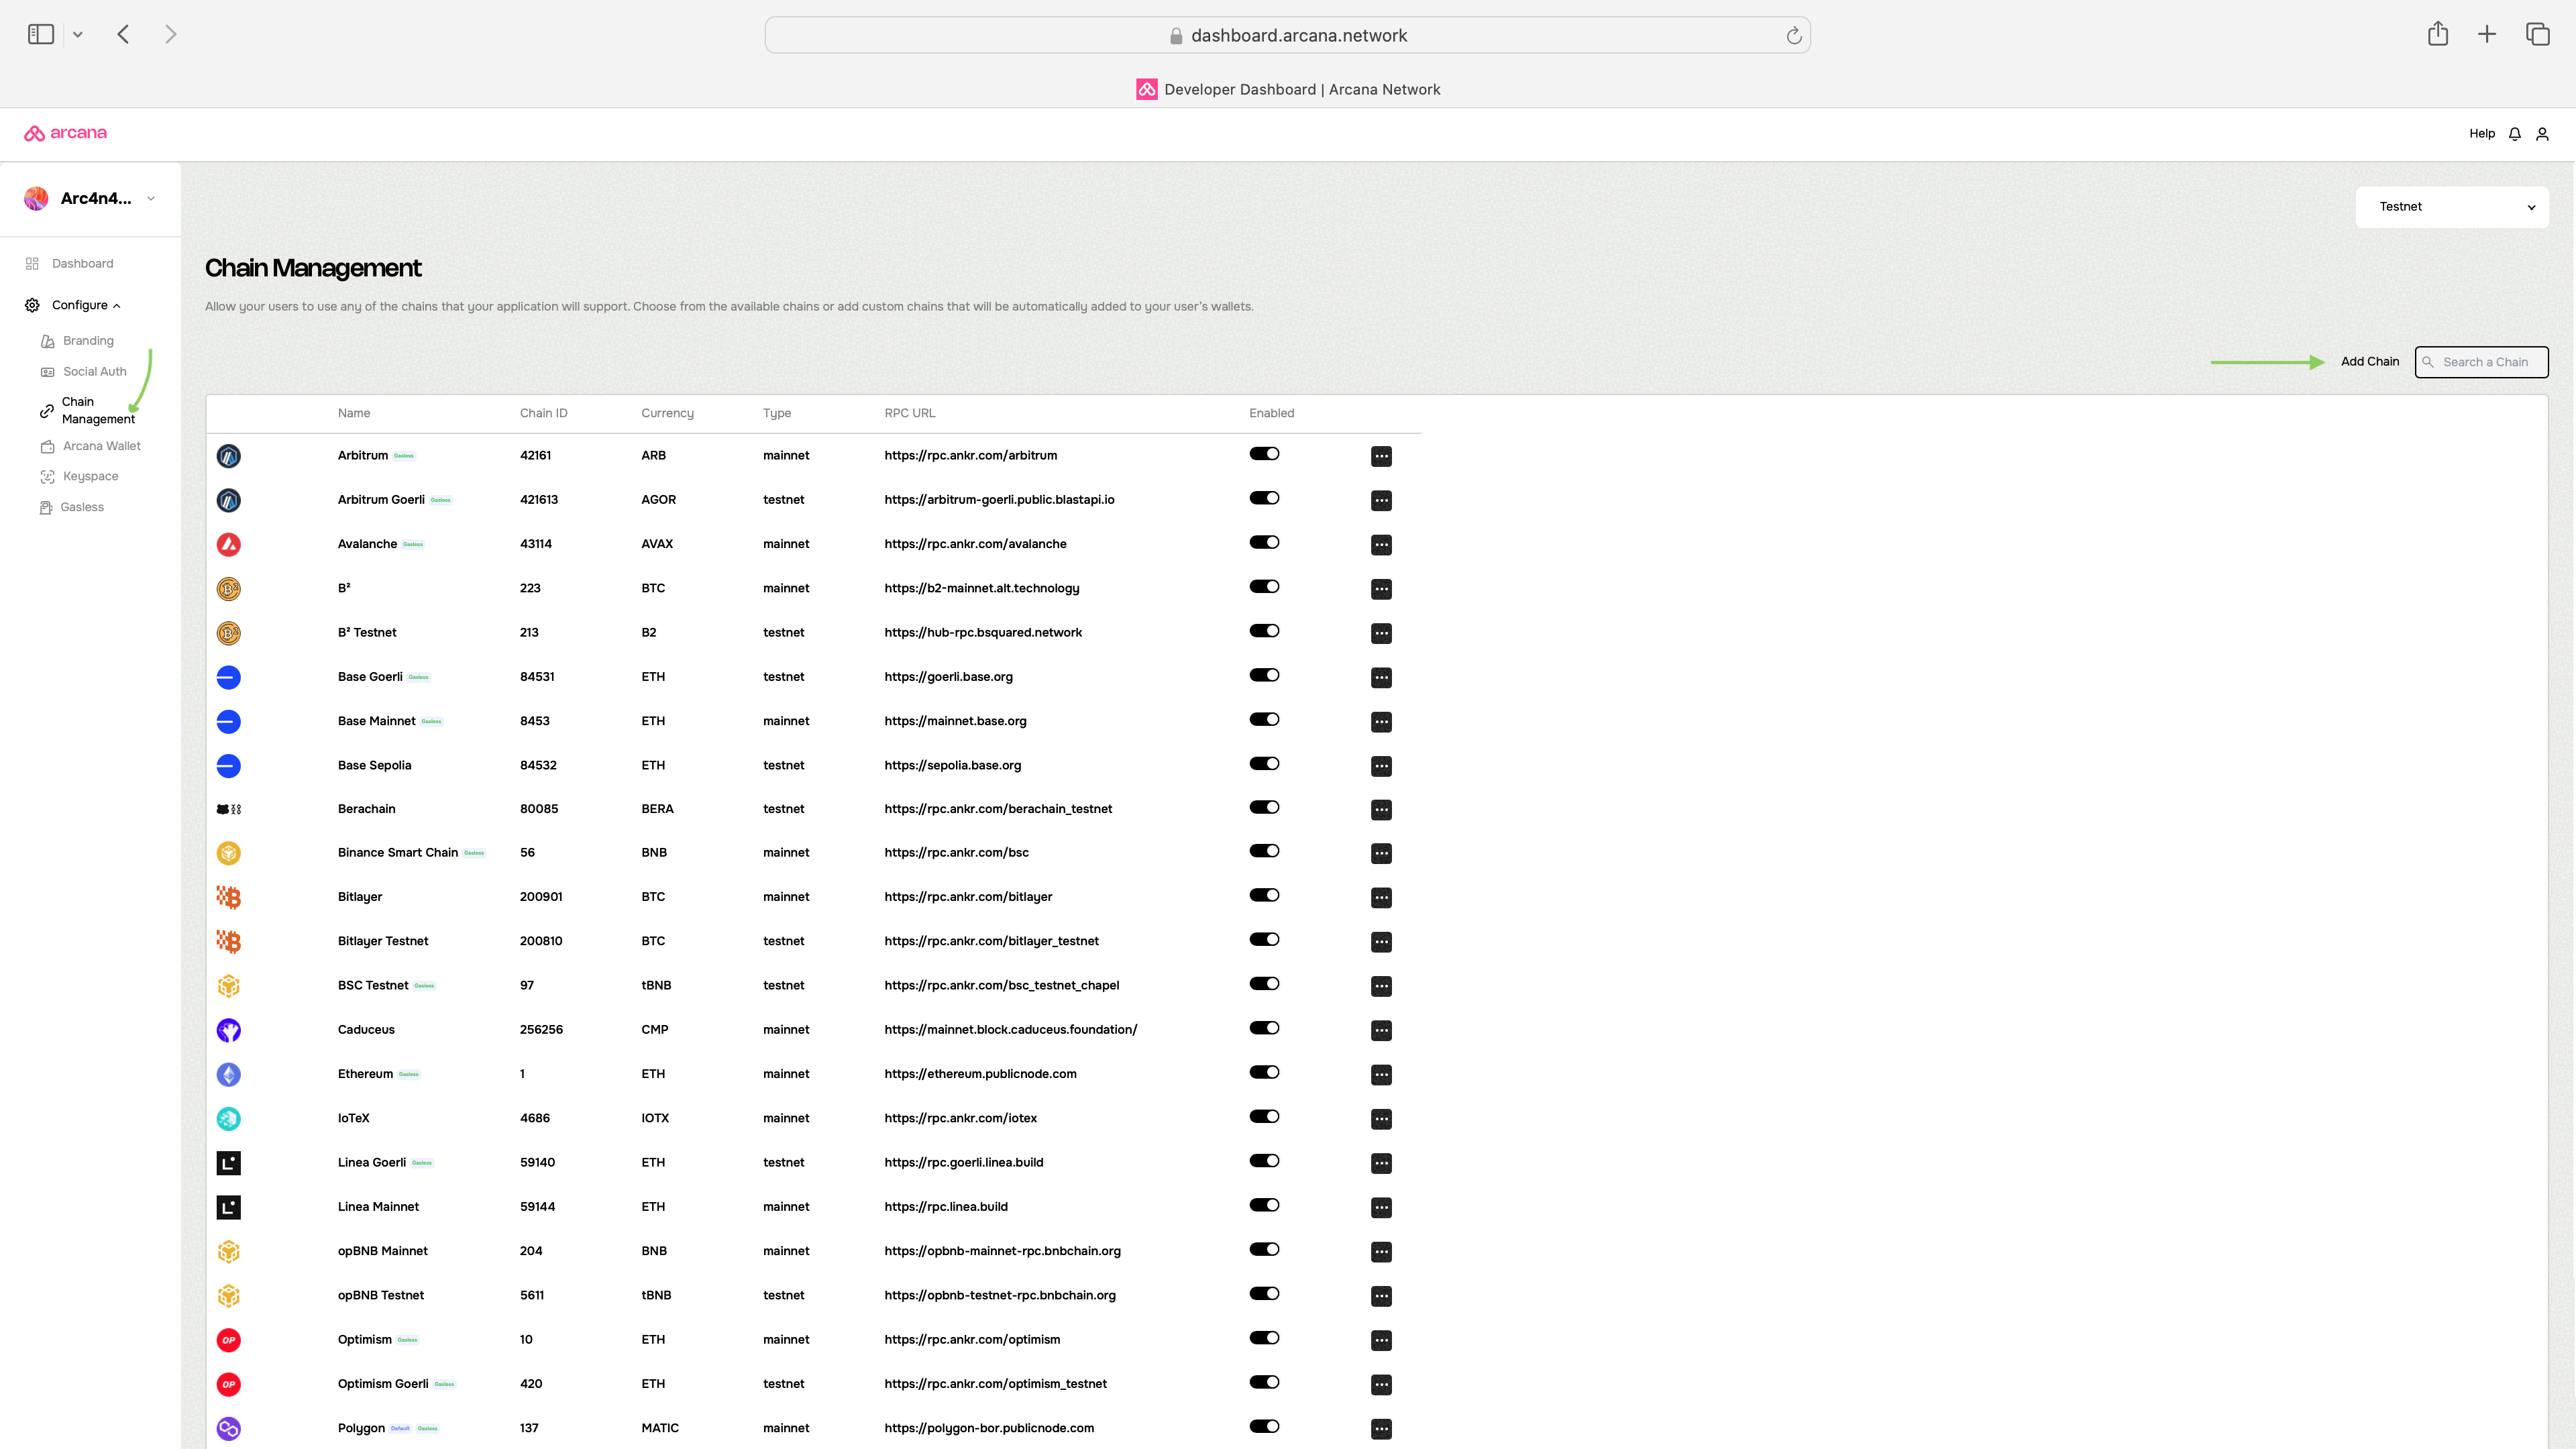 dashboard.arcana.network
Developer Dashboard | Arcana Network
arcana
Help
Arc4n4...
Testnet
Dashboard
Configure
Branding
Social Auth
Chain
Management
Arcana Wallet
Keyspace
Gasless
Chain Management
Allow your users to use any of the chains that your application will support. Choose from the available chains or add custom chains that will be automatically added to your user's wallets.
Add Chain Search a Chain
Name Chain ID Currency Type RPC URL Enabled
Arbitrum Gasless 42161 ARB mainnet https://rpc.ankr.com/arbitrum
Arbitrum Goerli Gasless 421613 AGOR testnet https://arbitrum-goerli.public.blastapi.io
Avalanche Gasless 43114 AVAX mainnet https://rpc.ankr.com/avalanche
B² 223 BTC mainnet https://b2-mainnet.alt.technology
B² Testnet 213 B2 testnet https://hub-rpc.bsquared.network
Base Goerli Gasless 84531 ETH testnet https://goerli.base.org
Base Mainnet Gasless 8453 ETH mainnet https://mainnet.base.org
Base Sepolia 84532 ETH testnet https://sepolia.base.org
Berachain 80085 BERA testnet https://rpc.ankr.com/berachain_testnet
Binance Smart Chain Gasless 56 BNB mainnet https://rpc.ankr.com/bsc
Bitlayer 200901 BTC mainnet https://rpc.ankr.com/bitlayer
Bitlayer Testnet 200810 BTC testnet https://rpc.ankr.com/bitlayer_testnet
BSC Testnet Gasless 97 tBNB testnet https://rpc.ankr.com/bsc_testnet_chapel
Caduceus 256256 CMP mainnet https://mainnet.block.caduceus.foundation/
Ethereum Gasless 1 ETH mainnet https://ethereum.publicnode.com
IoTeX 4686 IOTX mainnet https://rpc.ankr.com/iotex
Linea Goerli Gasless 59140 ETH testnet https://rpc.goerli.linea.build
Linea Mainnet 59144 ETH mainnet https://rpc.linea.build
opBNB Mainnet 204 BNB mainnet https://opbnb-mainnet-rpc.bnbchain.org
opBNB Testnet 5611 tBNB testnet https://opbnb-testnet-rpc.bnbchain.org
OP Optimism Gasless 10 ETH mainnet https://rpc.ankr.com/optimism
OP Optimism Goerli Gasless 420 ETH testnet https://rpc.ankr.com/optimism_testnet
Polygon Default Gasless 137 MATIC mainnet https://polygon-bor.publicnode.com